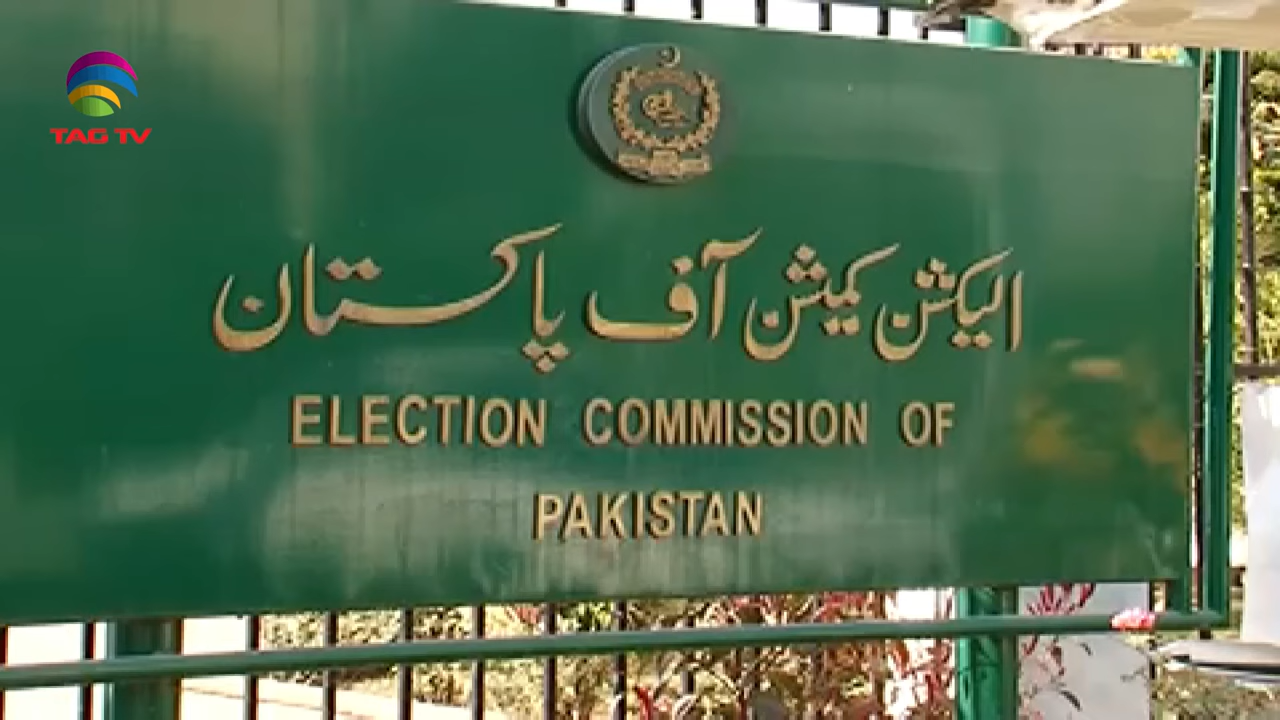 TAG TV
الیکشن کمیشن آف پاکستان
ELECTION COMMISSION OF
PAKISTAN